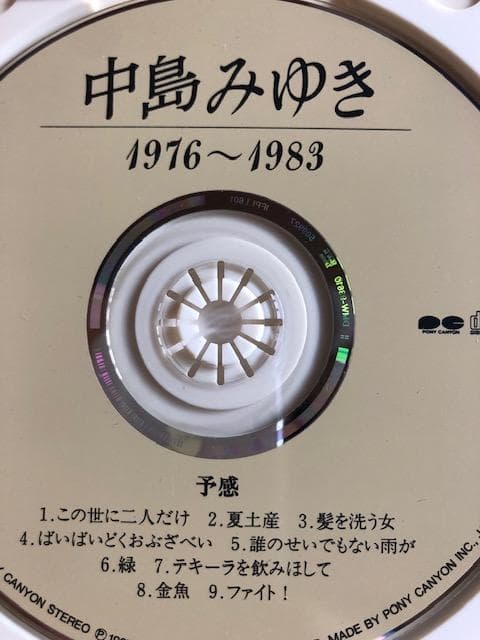 中島みゆき
1976～1983
IFPI L601
PONY CANYON
予感
1.この世に二人だけ 2.夏土産 3.髪を洗う女
4.ばいばいどくおぶざべい 5.誰のせいでもない雨が
6.緑 7.テキーラを飲みほして
8.金魚 9.ファイト！
CANYON STEREO Ⓟ
MADE BY PONY CANYON INC.,